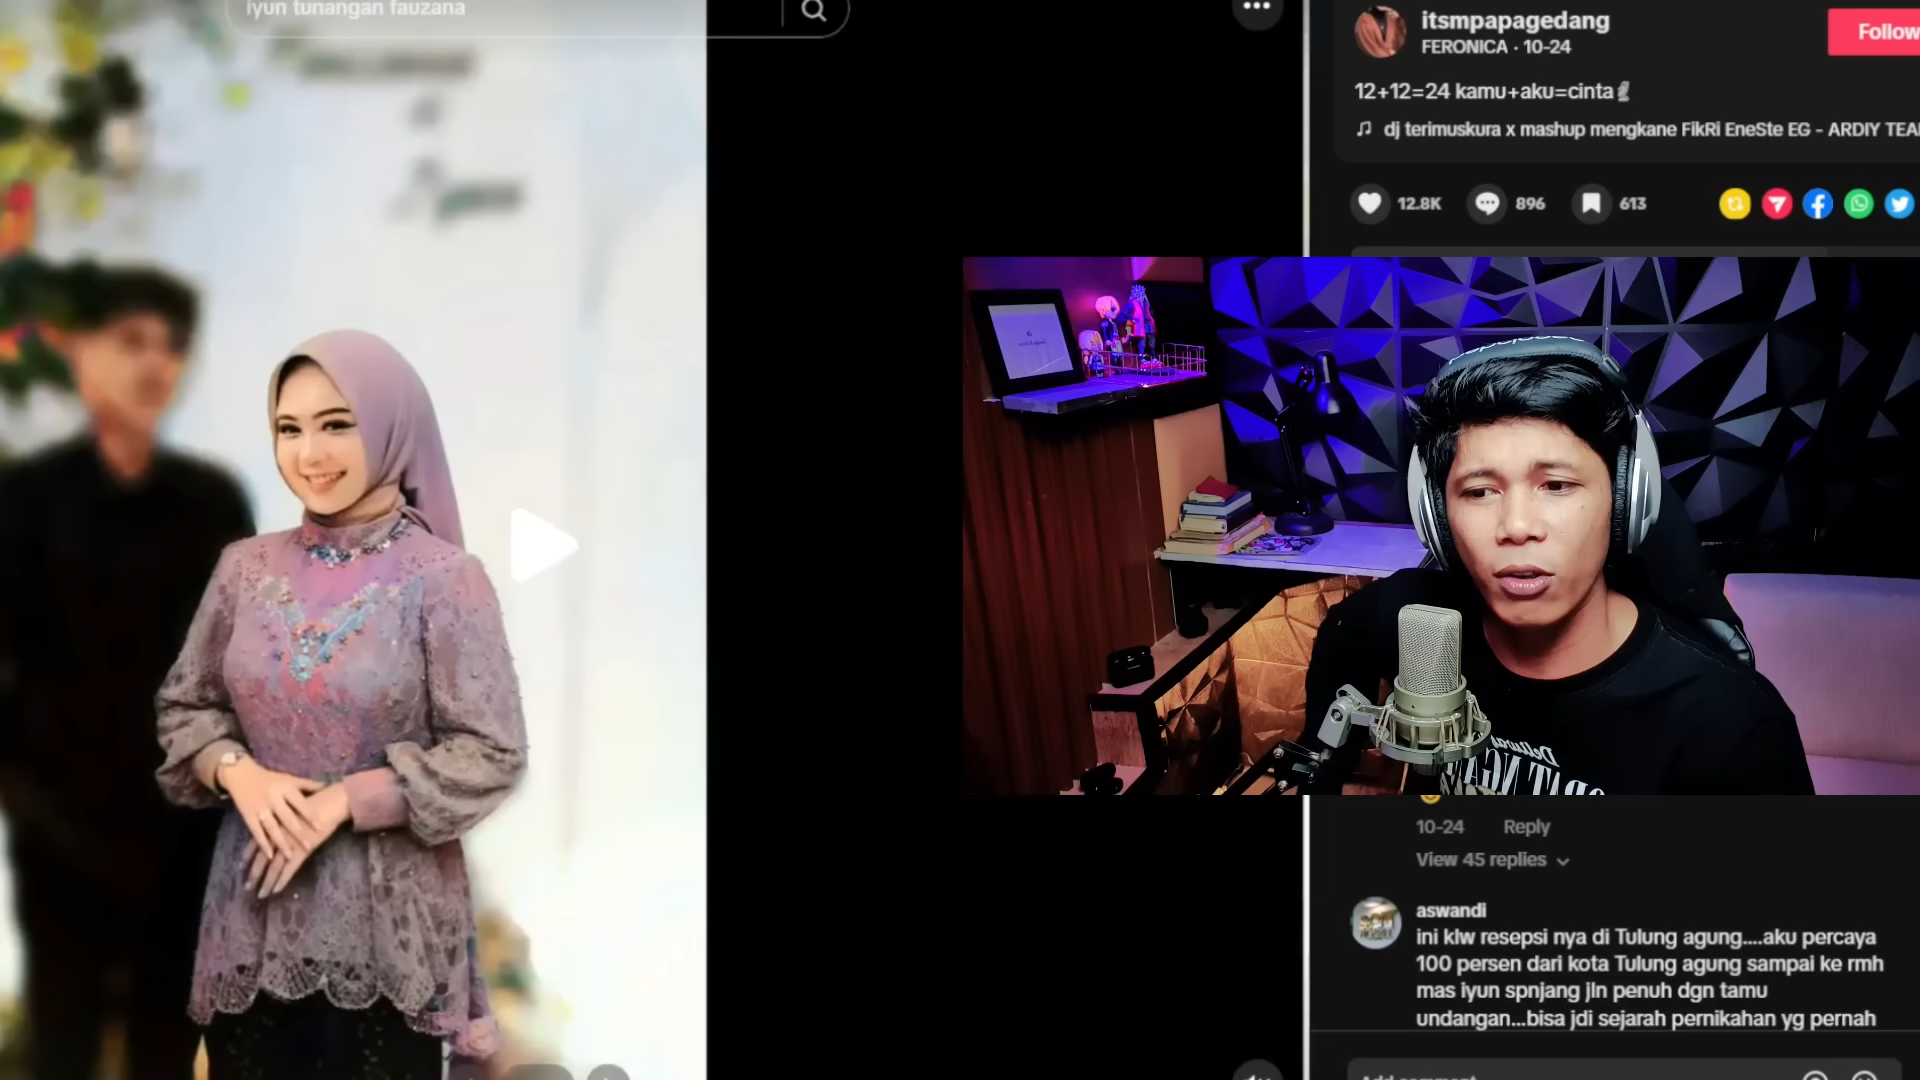 iyun tunangan fauzana
itsmpapagedang
FERONICA · 10-24
Follow
12+12=24 kamu+aku=cinta
dj terimuskura x mashup mengkane FikRi EneSte EG - ARDIY TEA
12.8K
896
613
10-24
Reply
View 45 replies
aswandi
ini klw resepsi nya di Tulung agung....aku percaya
100 persen dari kota Tulung agung sampai ke rmh
mas iyun spnjang jln penuh dgn tamu
undangan...bisa jdi sejarah pernikahan yg pernah
Add comment